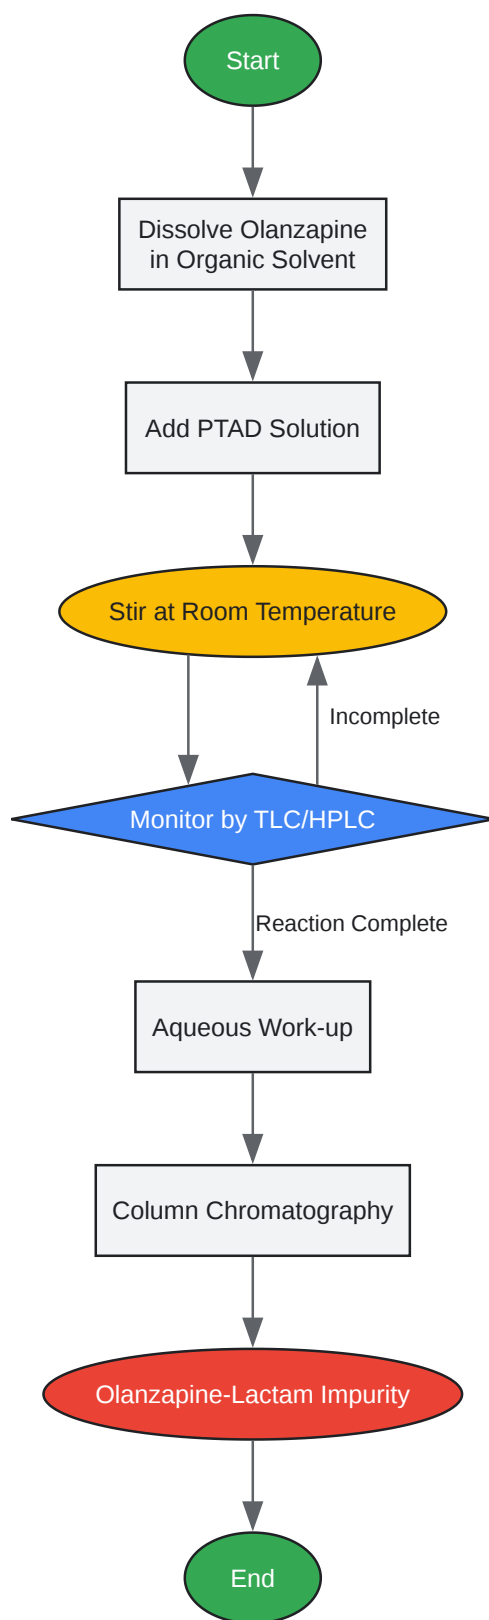 Start
Dissolve Olanzapine
in Organic Solvent
Add PTAD Solution
Stir at Room Temperature
Incomplete
Monitor by TLC/HPLC
Reaction Complete
Aqueous Work-up
Column Chromatography
Olanzapine-Lactam Impurity
End